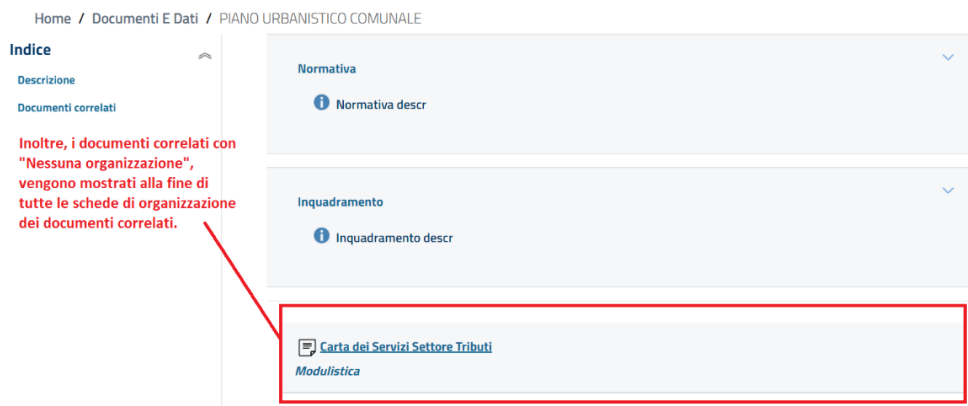 Home / Documenti E Dati / PIANO URBANISTICO COMUNALE
Indice
Descrizione
Documenti correlati
Inoltre, i documenti correlati con
"Nessuna organizzazione",
vengono mostrati alla fine di
tutte le schede di organizzazione
dei documenti correlati.
Normativa
Normativa descr
Inquadramento
Inquadramento descr
Carta dei Servizi Settore Tributi
Modulistica